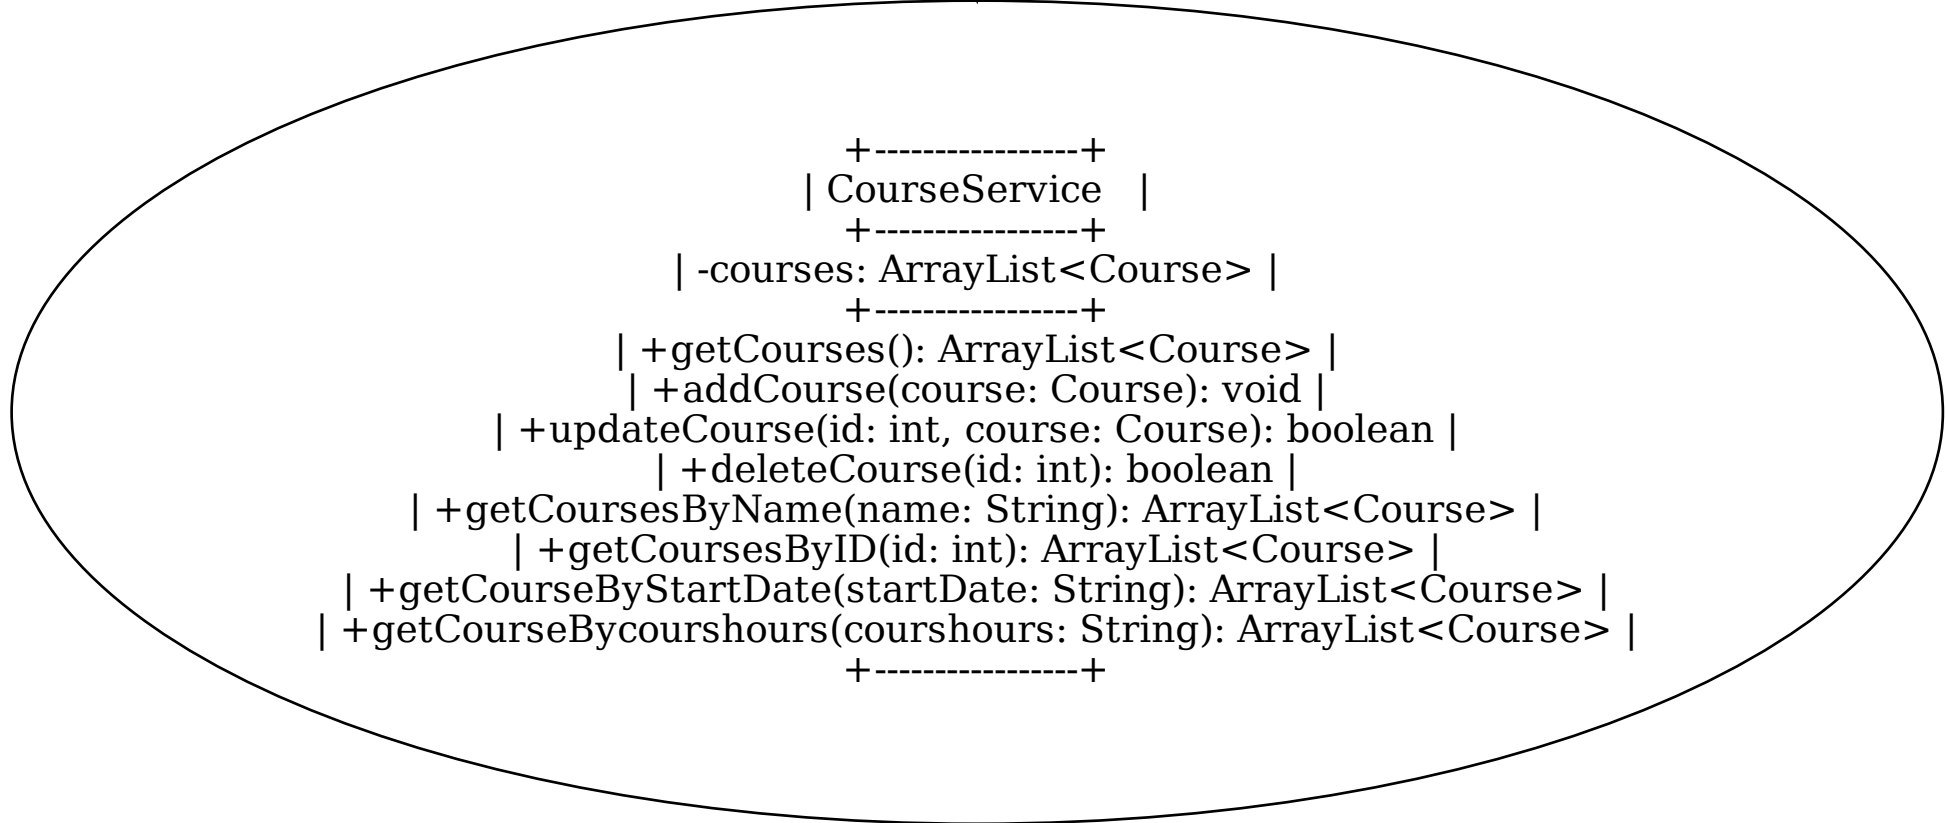 +-----------------+
| CourseService   |
+-----------------+
| -courses: ArrayList<Course> |
+-----------------+
| +getCourses(): ArrayList<Course> |
| +addCourse(course: Course): void |
| +updateCourse(id: int, course: Course): boolean |
| +deleteCourse(id: int): boolean |
| +getCoursesByName(name: String): ArrayList<Course> |
| +getCoursesByID(id: int): ArrayList<Course> |
| +getCourseByStartDate(startDate: String): ArrayList<Course> |
| +getCourseBycourshours(courshours: String): ArrayList<Course> |
+-----------------+